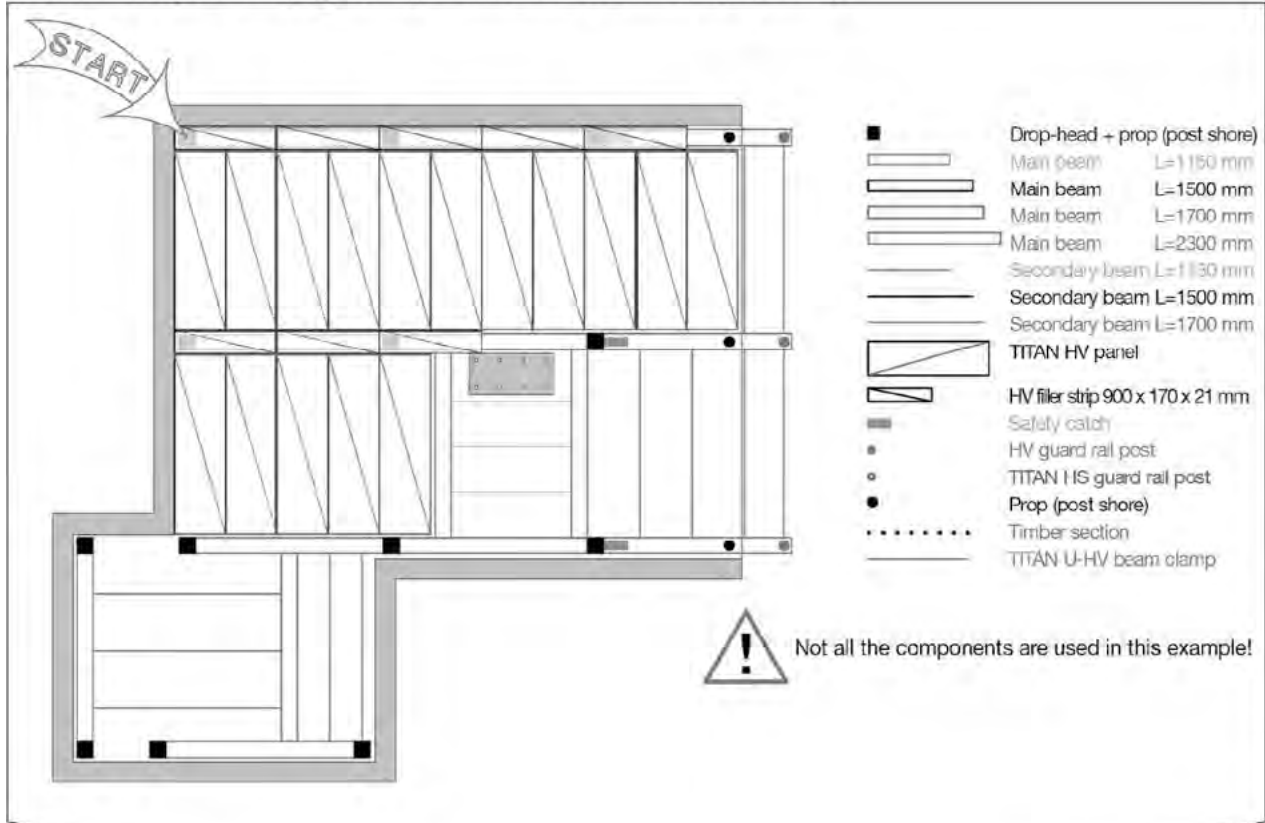 START
Drop-head + prop (post shore)
Main beam L=1150 mm
Main beam L=1500 mm
Main beam L=1700 mm
Main beam L=2300 mm
Secondary beam L=1130 mm
Secondary beam L=1500 mm
Secondary beam L=1700 mm
TITAN HV panel
HV filler strip 900 x 170 x 21 mm
Safety catch
HV guard rail post
TITAN HS guard rail post
Prop (post shore)
Timber section
TITAN U-HV beam clamp
! Not all the components are used in this example!